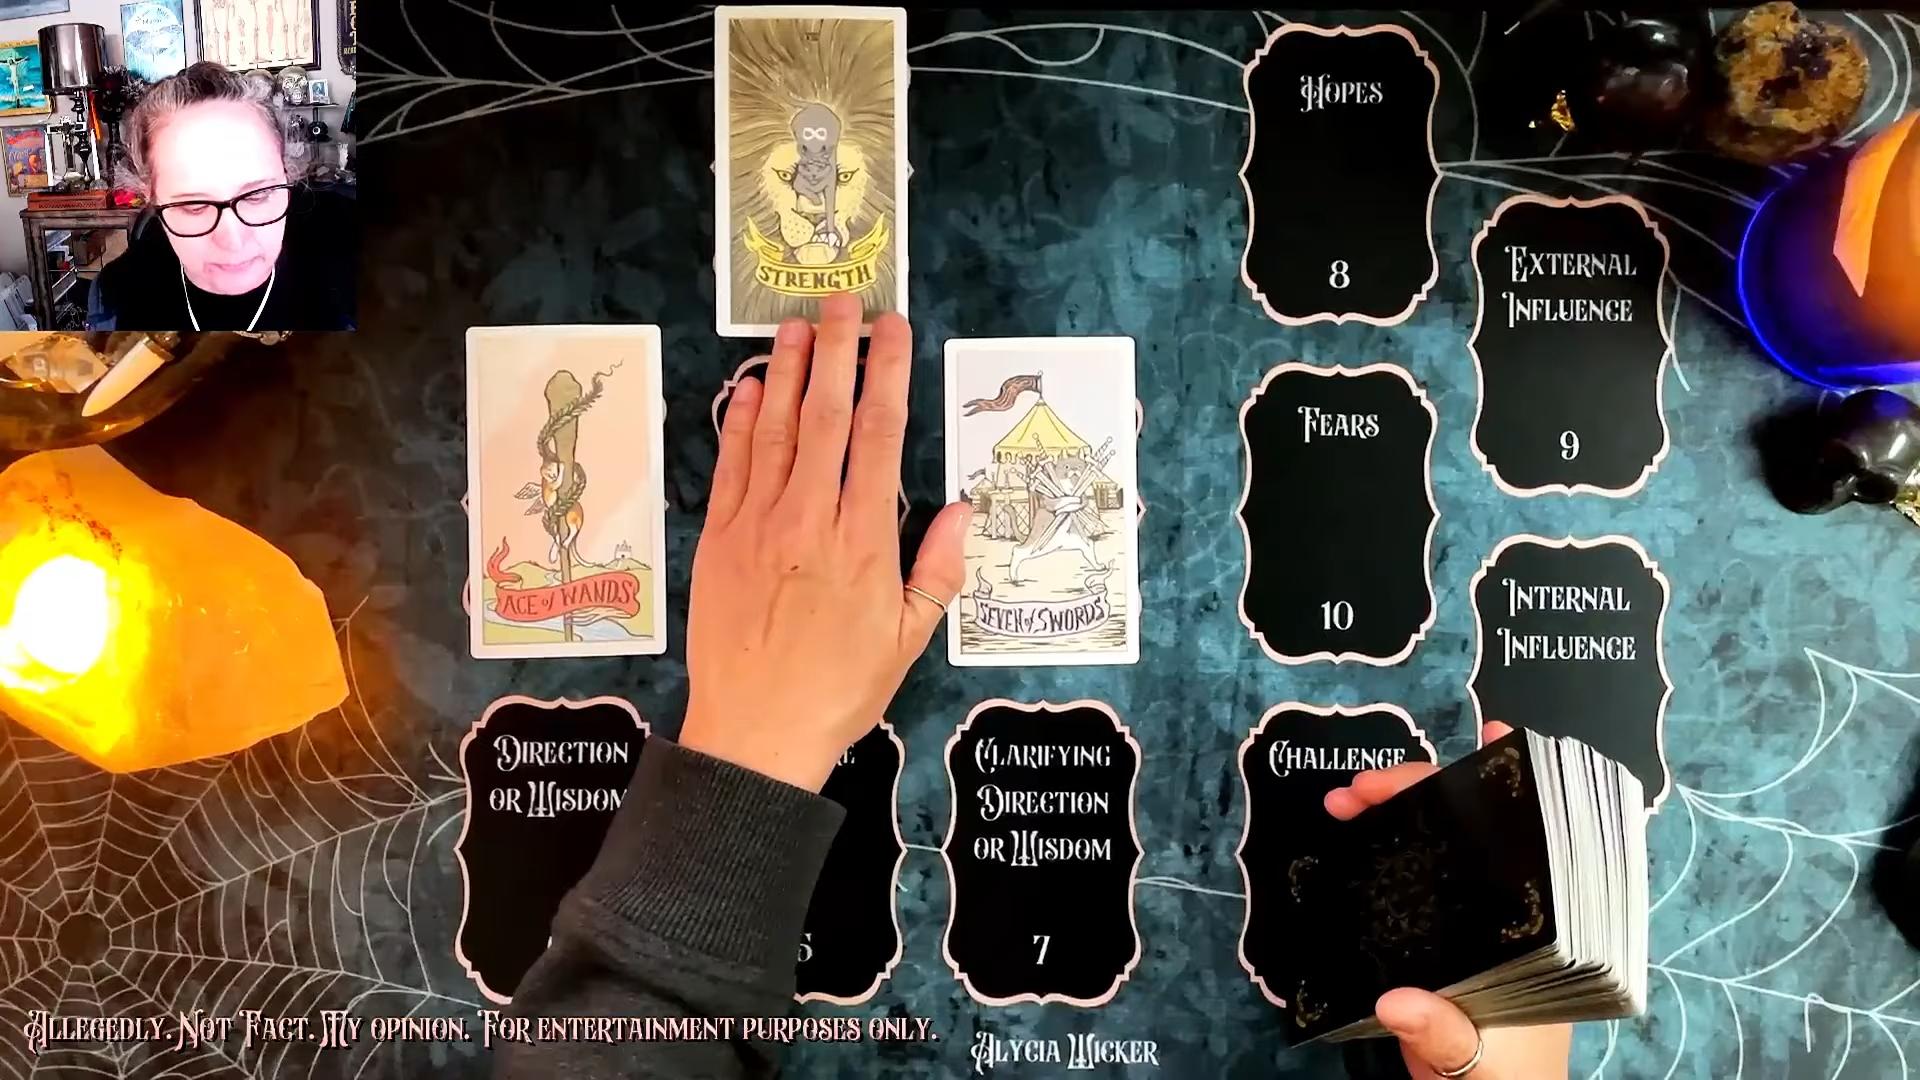 VIII
STRENGTH
ACE of WANDS
SEVEN of SWORDS
HOPES
8
EXTERNAL
INFLUENCE
9
FEARS
10
INTERNAL
INFLUENCE
DIRECTION
OR WISDOM
CLARIFYING
DIRECTION
OR WISDOM
7
CHALLENGE
ALLEGEDLY. NOT FACT. MY OPINION. FOR ENTERTAINMENT PURPOSES ONLY.
ALYCIA WICKER